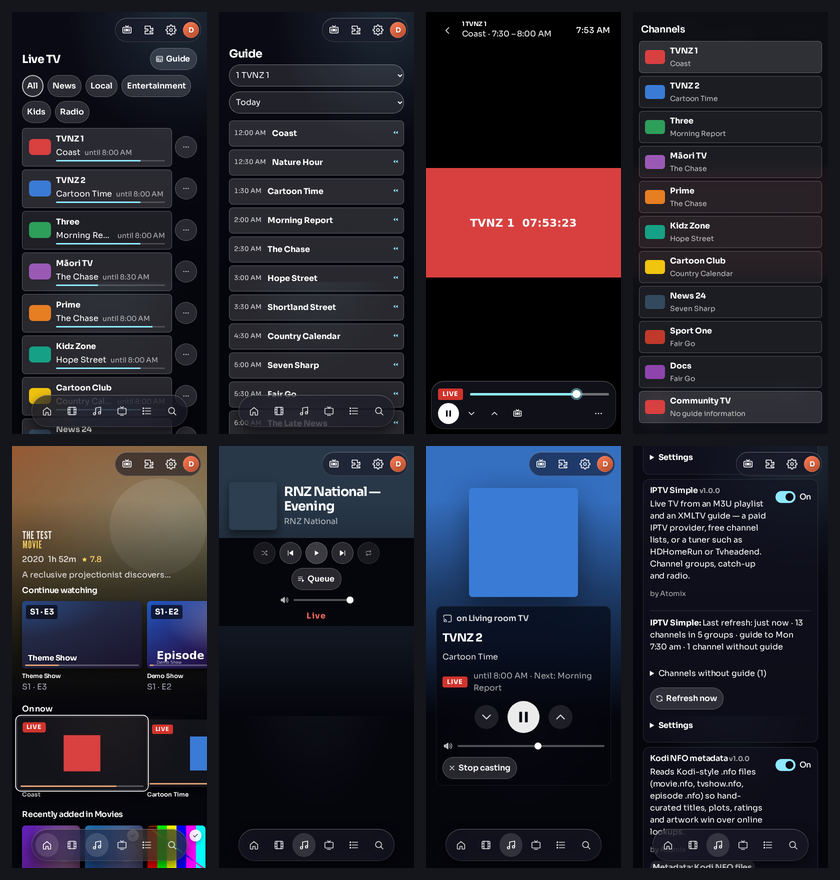 D
Live TV
Guide
All
News
Local
Entertainment
Kids
Radio
TVNZ 1
Coast until 8:00 AM
TVNZ 2
Cartoon Time until 8:00 AM
Three
Morning Re... until 8:00 AM
Māori TV
The Chase until 8:30 AM
Prime
The Chase until 8:00 AM
Kidz Zone
Hope Street until 8:00 AM
Cartoon Club
Country Cal... until 8:00 AM
News 24
D
Guide
1 TVNZ 1
Today
12:00 AM Coast
12:30 AM Nature Hour
1:30 AM Cartoon Time
2:00 AM Morning Report
2:30 AM The Chase
3:00 AM Hope Street
3:30 AM Shortland Street
4:30 AM Country Calendar
5:00 AM Seven Sharp
5:30 AM Fair Go
6:00 AM The Late News
1 TVNZ 1
Coast · 7:30 – 8:00 AM
7:53 AM
TVNZ 1 07:53:23
LIVE
Channels
TVNZ 1
Coast
TVNZ 2
Cartoon Time
Three
Morning Report
Māori TV
The Chase
Prime
The Chase
Kidz Zone
Hope Street
Cartoon Club
Country Calendar
News 24
Seven Sharp
Sport One
Fair Go
Docs
Fair Go
Community TV
No guide information
D
THE TEST
MOVIE
2020 1h 52m ★ 7.8
A reclusive projectionist discovers...
Continue watching
S1 · E3
Theme Show
S1 · E2
Episode
Demo Show
Theme Show
S1 · E3
Demo Show
S1 · E2
On now
LIVE
LIVE
Coast
Cartoon Time
Recently added in Movies
D
RNZ National —
Evening
RNZ National
Queue
Live
D
on Living room TV
TVNZ 2
Cartoon Time
LIVE
until 8:00 AM · Next: Morning
Report
Stop casting
Settings
D
IPTV Simple v1.0.0
On
Live TV from an M3U playlist
and an XMLTV guide — a paid
IPTV provider, free channel
lists, or a tuner such as
HDHomeRun or Tvheadend.
Channel groups, catch-up
and radio.
by Atomix
IPTV Simple: Last refresh: just now · 13
channels in 5 groups · guide to Mon
7:30 am · 1 channel without guide
Channels without guide (1)
Refresh now
Settings
Kodi NFO metadata v1.0.0
On
Reads Kodi-style .nfo files
(movie.nfo, tvshow.nfo,
episode .nfo) so hand-
curated titles, plots, ratings
and artwork win over online
lookups.
Metadata: Kodi NFO files